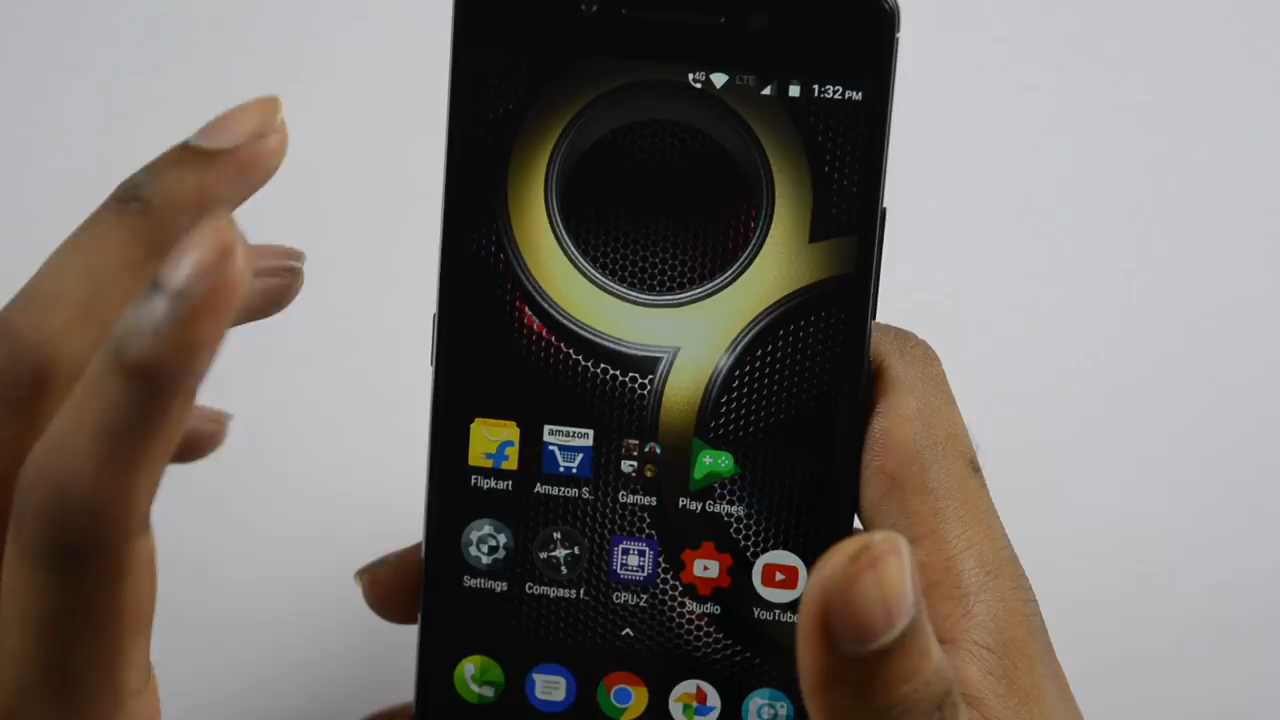 4G LTE 1:32 PM
amazon
Flipkart Amazon S.. Games Play Games
N
W E
S
Settings Compass f.. CPU-Z Studio YouTube